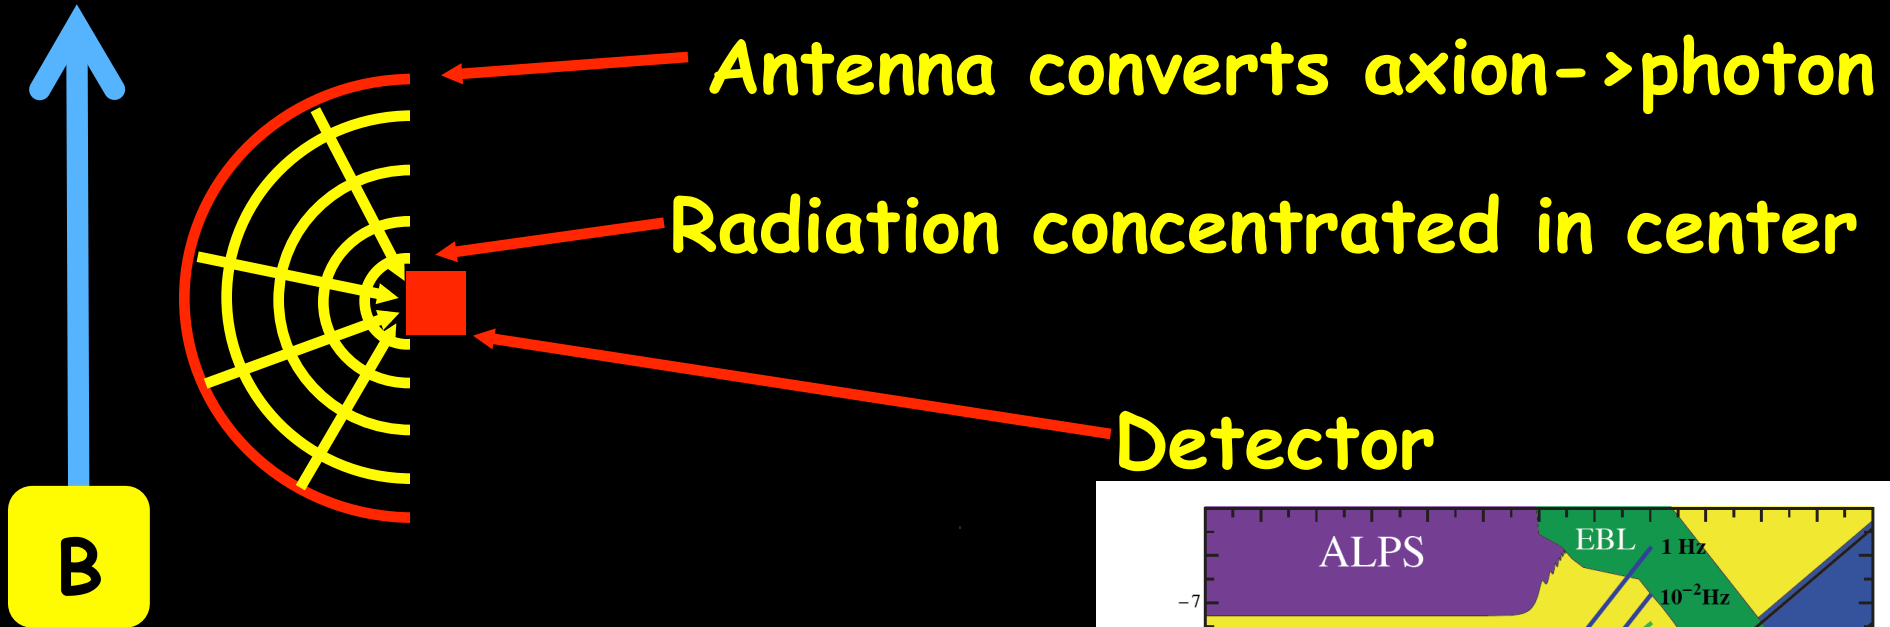 Antenna converts axion->photon
Radiation concentrated in center
Detector
B
ALPS
EBL
1 Hz
10⁻²Hz
-7